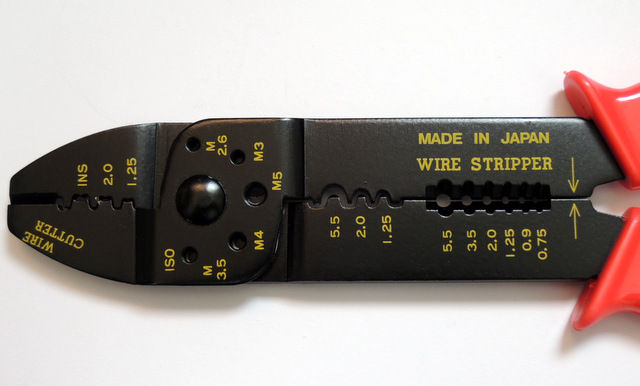 MADE IN JAPAN
WIRE STRIPPER
INS
2.0
1.25
M
2.6
M3
M5
M4
M
3.5
ISO
WIRE
CUTTER
5.5
2.0
1.25
5.5
3.5
2.0
1.25
0.9
0.75